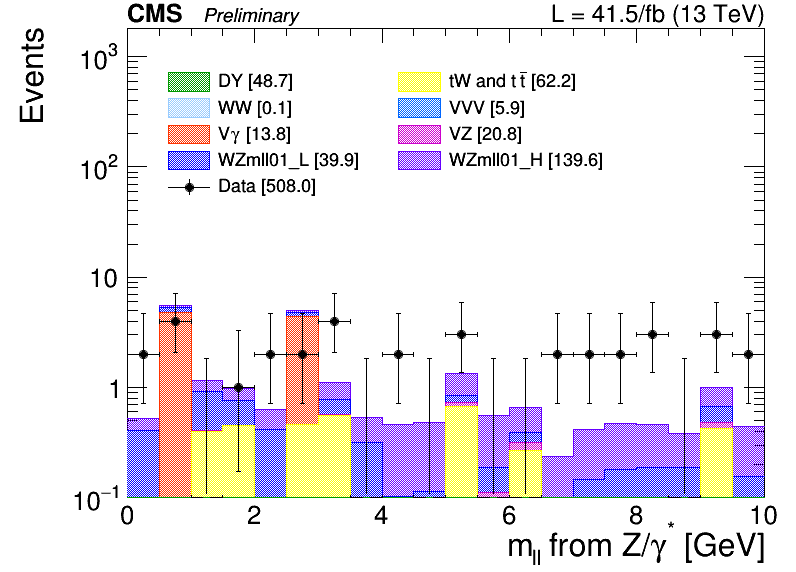 CMS Preliminary L = 41.5/fb (13 TeV)
Events
10³
10²
10
1
10⁻¹
DY [48.7]
tW and tt̅ [62.2]
WW [0.1]
VVV [5.9]
Vγ [13.8]
VZ [20.8]
WZmll01_L [39.9]
WZmll01_H [139.6]
Data [508.0]
0 2 4 6 8 10
m_ll from Z/γ* [GeV]